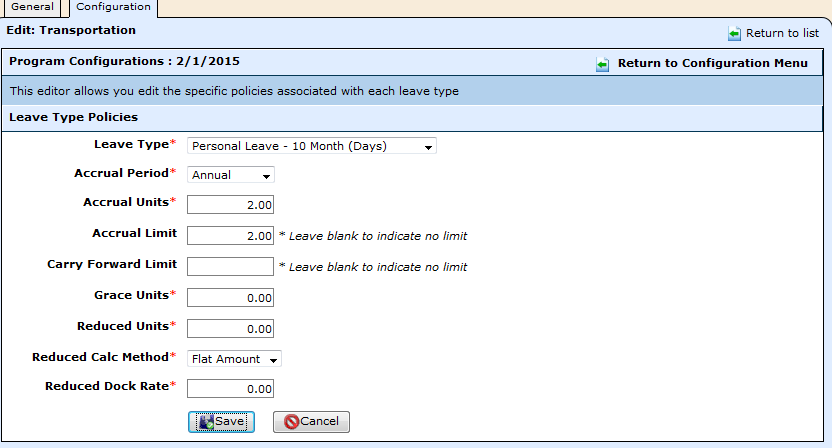 General Configuration
Edit: Transportation Return to list
Program Configurations : 2/1/2015 Return to Configuration Menu
This editor allows you edit the specific policies associated with each leave type
Leave Type Policies
Leave Type* Personal Leave - 10 Month (Days)
Accrual Period* Annual
Accrual Units* 2.00
Accrual Limit 2.00 * Leave blank to indicate no limit
Carry Forward Limit * Leave blank to indicate no limit
Grace Units* 0.00
Reduced Units* 0.00
Reduced Calc Method* Flat Amount
Reduced Dock Rate* 0.00
Save Cancel